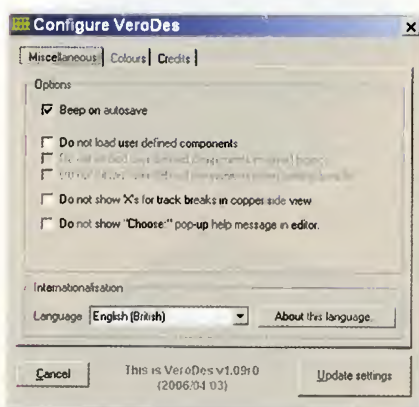 Configure VeroDes
Miscellaneous Colours Credits
Options
Beep on autosave
Do not load user defined components
Do not show 'X's for track breaks in copper side view
Do not show "Choose:" pop-up help message in editor.
Internationalisation
Language English (British) About this language
Cancel This is VeroDes v1.09r0 Update settings
(2006/04/03)